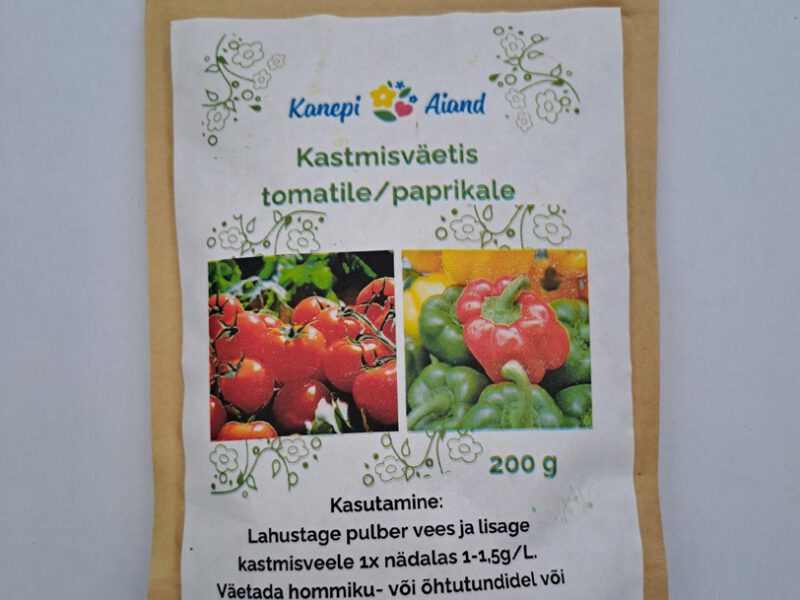 Kanepi Aiand
Kastmisväetis
tomatile/paprikale
200 g
Kasutamine:
Lahustage pulber vees ja lisage
kastmisveele 1x nädalas 1-1,5g/L.
Väetada hommiku- või õhtutundidel või